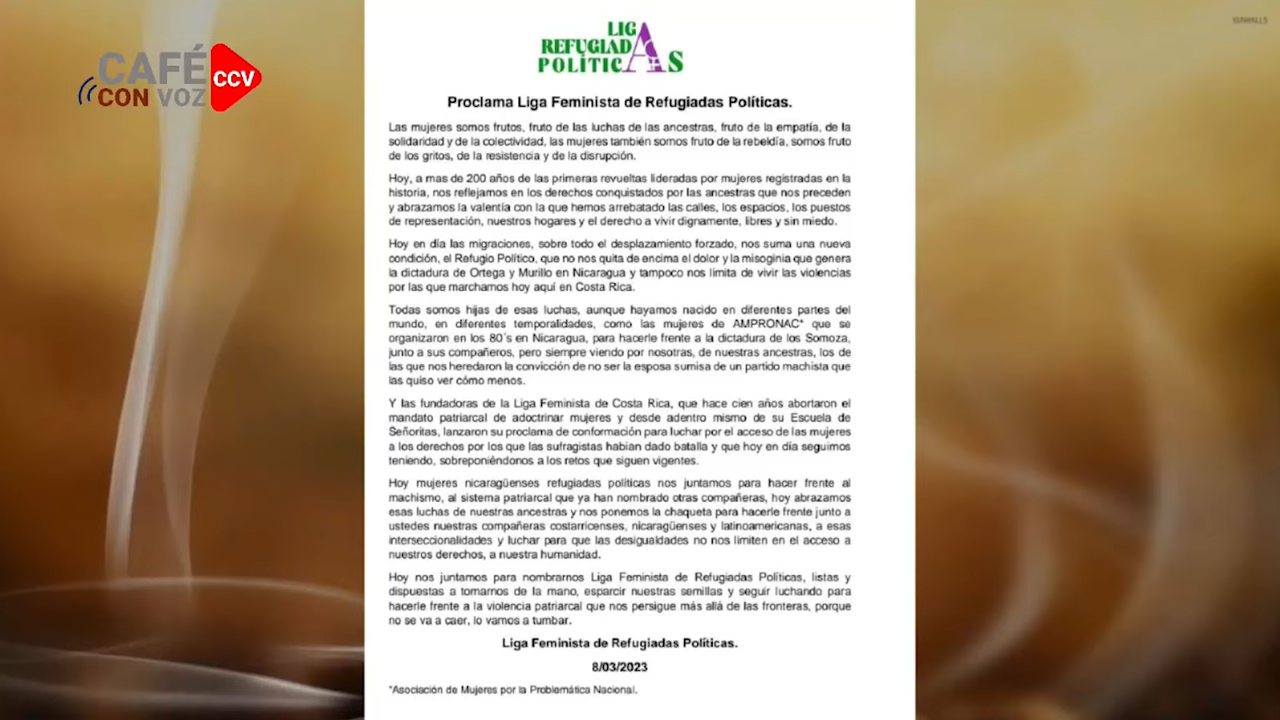 CAFÉ
CON VOZ
CCV
LIG
REFUGIAD
POLÍTICAS
Proclama Liga Feminista de Refugiadas Políticas.
Las mujeres somos frutos, fruto de las luchas de las ancestras, fruto de la empatía, de la
solidaridad y de la colectividad, las mujeres también somos fruto de la rebeldía, somos fruto
de los gritos, de la resistencia y de la disrupción.
Hoy, a mas de 200 años de las primeras revueltas lideradas por mujeres registradas en la
historia, nos reflejamos en los derechos conquistados por las ancestras que nos preceden
y abrazamos la valentía con la que hemos arrebatado las calles, los espacios, los puestos
de representación, nuestros hogares y el derecho a vivir dignamente, libres y sin miedo.
Hoy en día las migraciones, sobre todo el desplazamiento forzado, nos suma una nueva
condición, el Refugio Político, que no nos quita de encima el dolor y la misoginia que genera
la dictadura de Ortega y Murillo en Nicaragua y tampoco nos limita de vivir las violencias
por las que marchamos hoy aquí en Costa Rica.
Todas somos hijas de esas luchas, aunque hayamos nacido en diferentes partes del
mundo, en diferentes temporalidades, como las mujeres de AMPRONAC* que se
organizaron en los 80´s en Nicaragua, para hacerle frente a la dictadura de los Somoza,
junto a sus compañeros, pero siempre viendo por nosotras, de nuestras ancestras, los de
las que nos heredaron la convicción de no ser la esposa sumisa de un partido machista que
las quiso ver cómo menos.
Y las fundadoras de la Liga Feminista de Costa Rica, que hace cien años abortaron el
mandato patriarcal de adoctrinar mujeres y desde adentro mismo de su Escuela de
Señoritas, lanzaron su proclama de conformación para luchar por el acceso de las mujeres
a los derechos por los que las sufragistas habían dado batalla y que hoy en día seguimos
teniendo, sobreponiéndonos a los retos que siguen vigentes.
Hoy mujeres nicaragüenses refugiadas políticas nos juntamos para hacer frente al
machismo, al sistema patriarcal que ya han nombrado otras compañeras, hoy abrazamos
esas luchas de nuestras ancestras y nos ponemos la chaqueta para hacerle frente junto a
ustedes nuestras compañeras costarricenses, nicaragüenses y latinoamericanas, a esas
interseccionalidades y luchar para que las desigualdades no nos limiten en el acceso a
nuestros derechos, a nuestra humanidad.
Hoy nos juntamos para nombrarnos Liga Feminista de Refugiadas Políticas, listas y
dispuestas a tomarnos de la mano, esparcir nuestras semillas y seguir luchando para
hacerle frente a la violencia patriarcal que nos persigue más allá de las fronteras, porque
no se va a caer, lo vamos a tumbar.
Liga Feminista de Refugiadas Políticas.
8/03/2023
*Asociación de Mujeres por la Problemática Nacional.